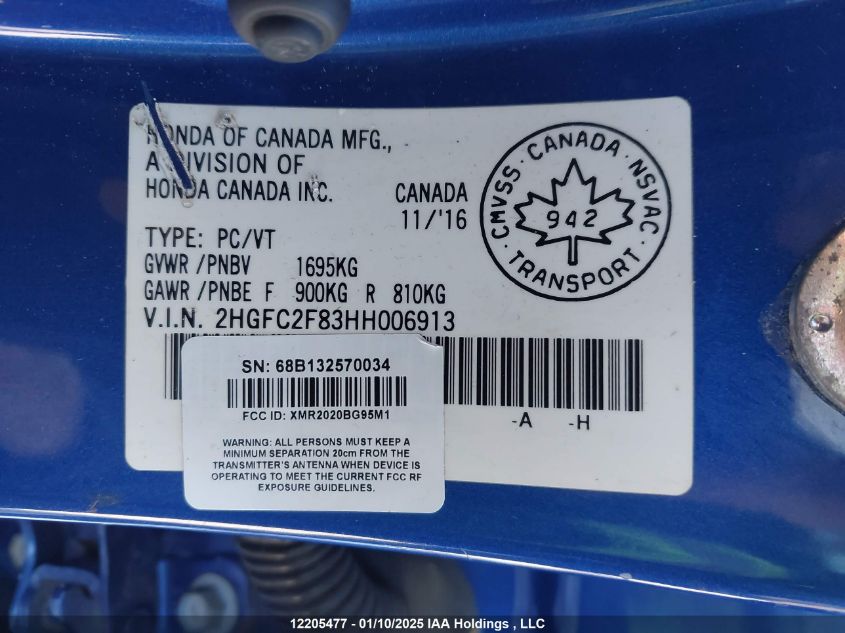 HONDA OF CANADA MFG.,
A DIVISION OF
HONDA CANADA INC.
CANADA
11/'16
CMVSS · CANADA · NSVAC
942
TRANSPORT
TYPE: PC/VT
GVWR /PNBV 1695KG
GAWR /PNBE F 900KG R 810KG
V.I.N. 2HGFC2F83HH006913
-A -H
SN: 68B132570034
FCC ID: XMR2020BG95M1
WARNING: ALL PERSONS MUST KEEP A
MINIMUM SEPARATION 20cm FROM THE
TRANSMITTER'S ANTENNA WHEN DEVICE IS
OPERATING TO MEET THE CURRENT FCC RF
EXPOSURE GUIDELINES.
12205477 - 01/10/2025 IAA Holdings , LLC